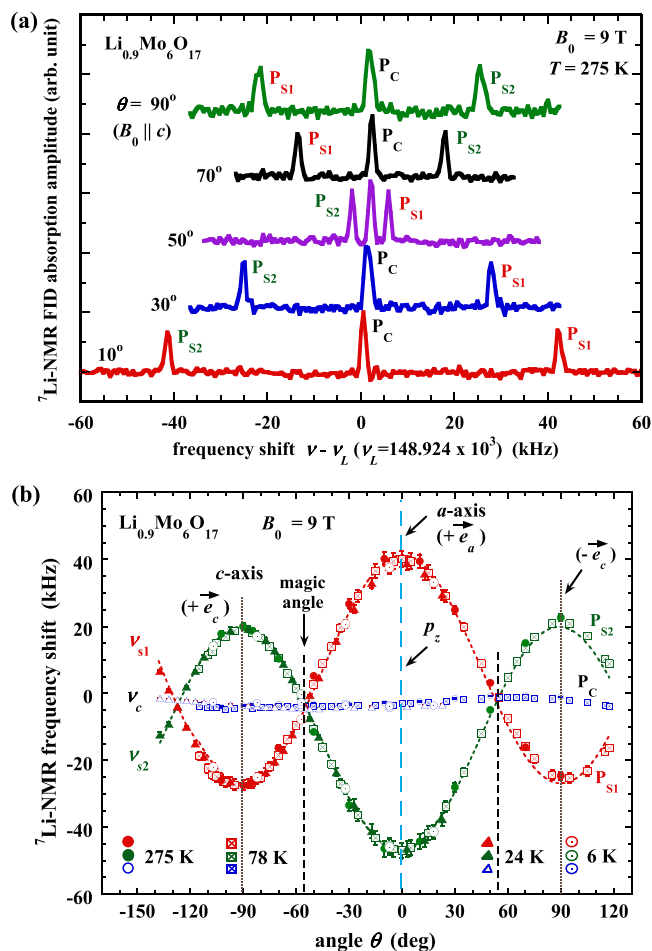 (a)
Li0.9Mo6O17
B0 = 9 T
T = 275 K
θ = 90°
(B0 || c)
PS1
PC
PS2
70°
PS1
PC
PS2
50°
PS2
PC
PS1
30°
PS2
PC
PS1
10°
PS2
PC
PS1
7Li-NMR FID absorption amplitude (arb. unit)
-60 -40 -20 0 20 40 60
frequency shift ν - νL (νL=148.924 x 10³) (kHz)
(b)
Li0.9Mo6O17 B0 = 9 T
a-axis
(+ea)
c-axis
(+ec)
magic
angle
(-ec)
pz
νs1
νc
νs2
PS2
PC
PS1
275 K
78 K
24 K
6 K
60
40
20
0
-20
-40
-60
7Li-NMR frequency shift (kHz)
-150 -120 -90 -60 -30 0 30 60 90 120
angle θ (deg)